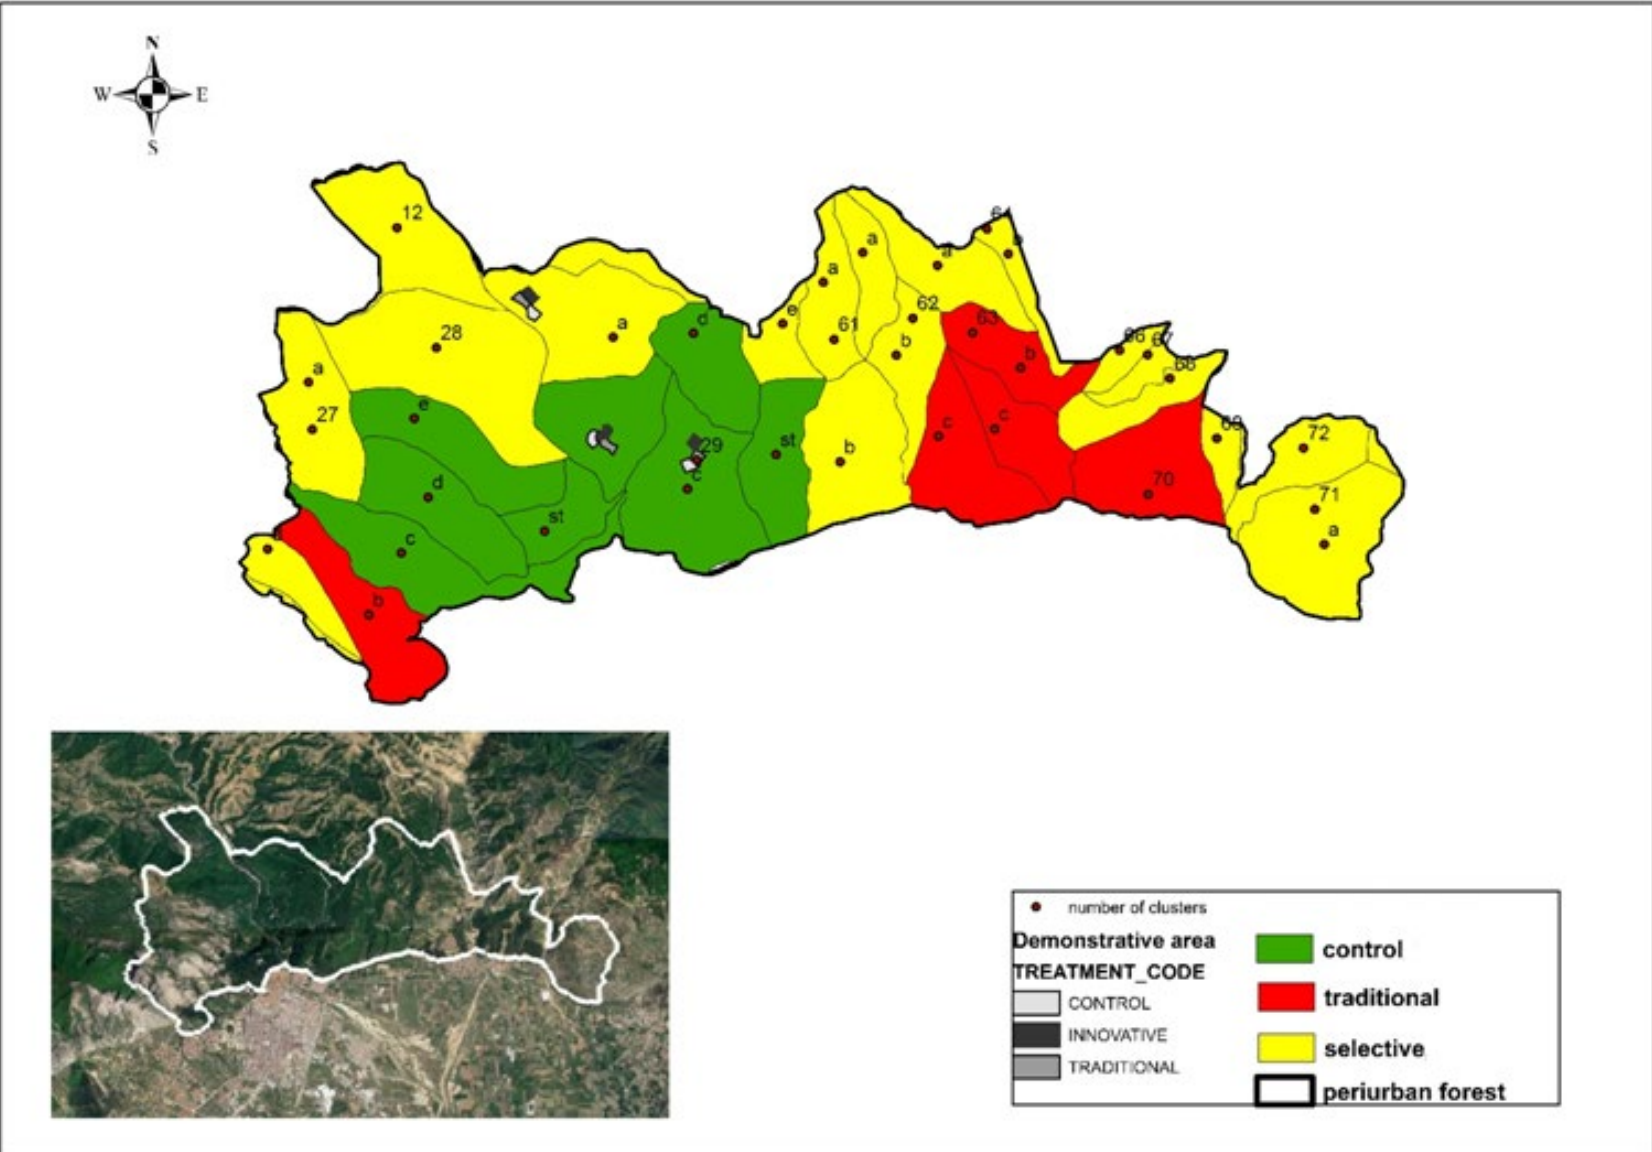 N
W E
S
12
a
a
a
64
b
a
62
e
61
63
b
66
67
68
28
a
d
a
27
e
b
c
c
69
72
st
29
c
b
d
70
71
a
st
c
b
number of clusters
Demonstrative area
TREATMENT_CODE
CONTROL
INNOVATIVE
TRADITIONAL
control
traditional
selective
periurban forest